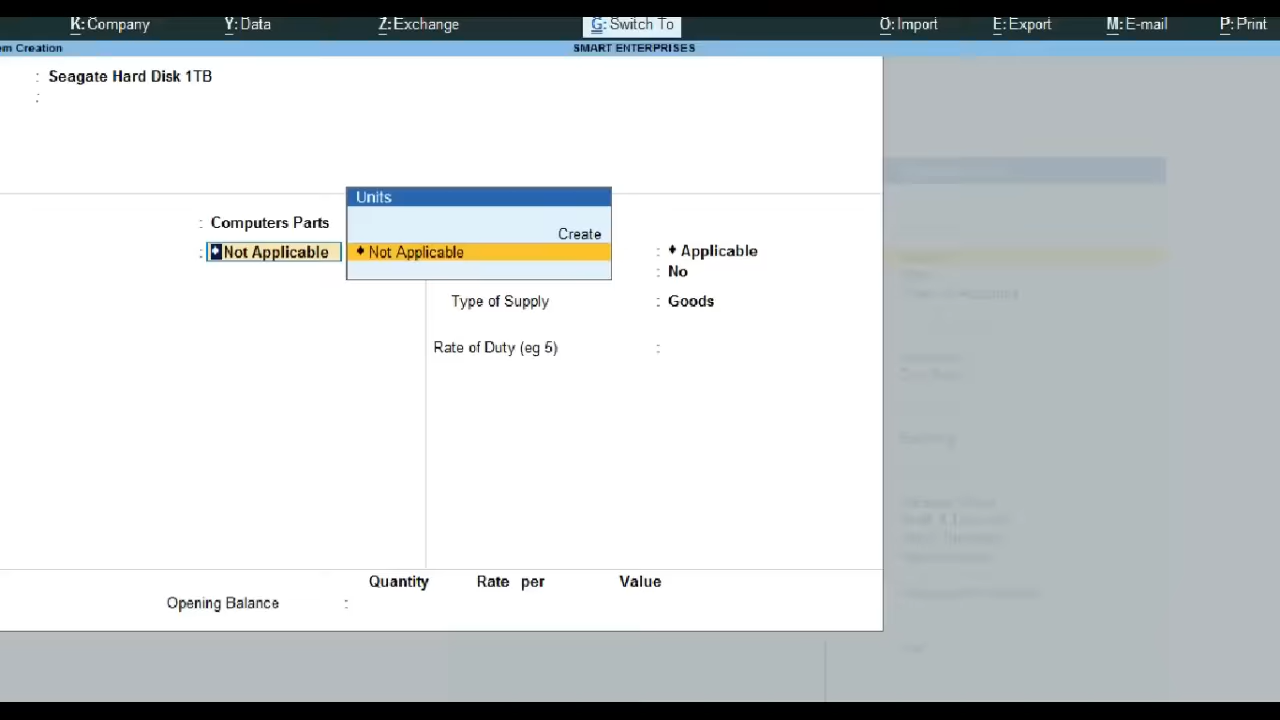 K: Company Y: Data Z: Exchange G: Switch To O: Import E: Export M: E-mail P: Print
em Creation SMART ENTERPRISES
: Seagate Hard Disk 1TB
:
Units
: Computers Parts
Create
: ♦ Not Applicable ♦ Not Applicable : ♦ Applicable
: No
Type of Supply : Goods
Rate of Duty (eg 5) :
Quantity Rate per Value
Opening Balance :